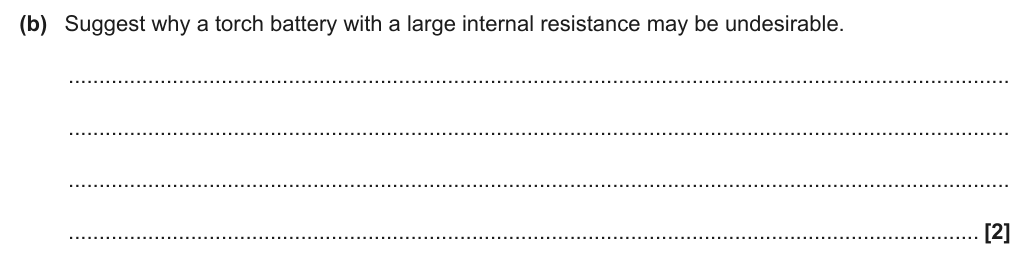 (b) Suggest why a torch battery with a large internal resistance may be undesirable.
[2]